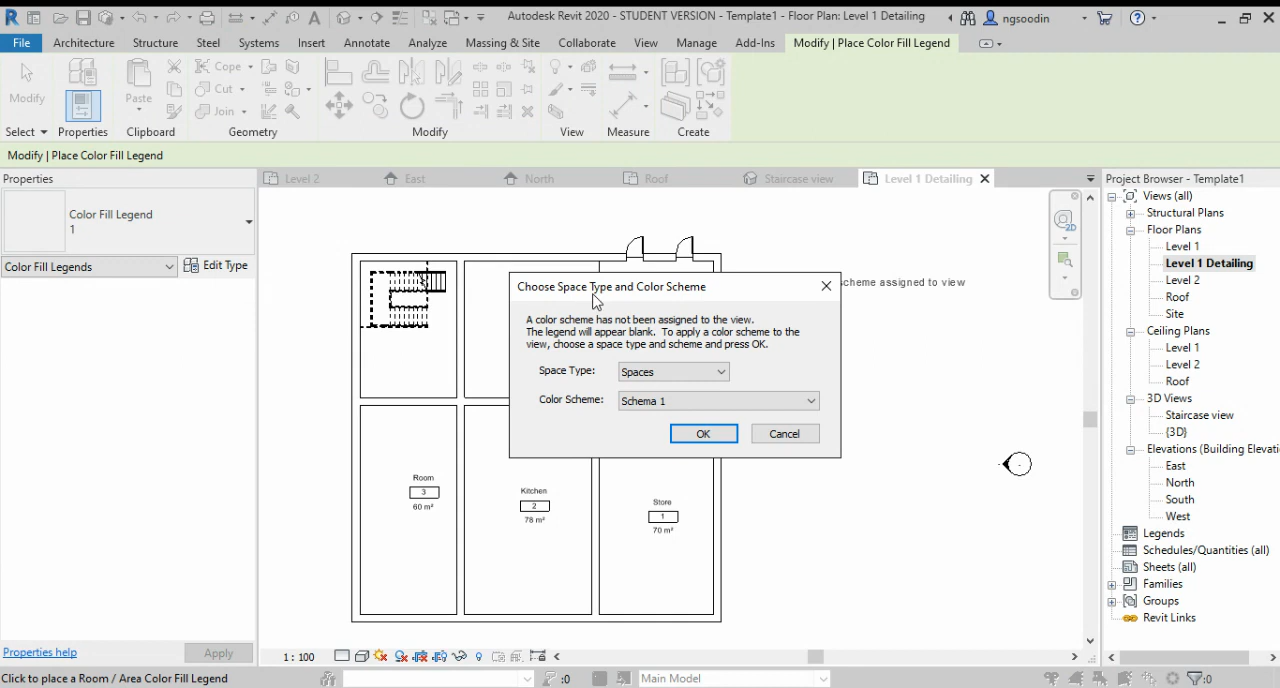 Autodesk Revit 2020 - STUDENT VERSION - Template1 - Floor Plan: Level 1 Detailing
ngsoodin
File Architecture Structure Steel Systems Insert Annotate Analyze Massing & Site Collaborate View Manage Add-Ins Modify | Place Color Fill Legend
Modify Paste Cope Cut Join
Select Properties Clipboard Geometry Modify View Measure Create
Modify | Place Color Fill Legend
Properties
Color Fill Legend
1
Color Fill Legends Edit Type
Properties help Apply
Level 2 East North Roof Staircase view Level 1 Detailing
2D
scheme assigned to view
Choose Space Type and Color Scheme
A color scheme has not been assigned to the view.
The legend will appear blank. To apply a color scheme to the
view, choose a space type and scheme and press OK.
Space Type: Spaces
Color Scheme: Schema 1
OK Cancel
Room
3
60 m²
Kitchen
2
78 m²
Store
1
70 m²
Project Browser - Template1
Views (all)
Structural Plans
Floor Plans
Level 1
Level 1 Detailing
Level 2
Roof
Site
Ceiling Plans
Level 1
Level 2
Roof
3D Views
Staircase view
{3D}
Elevations (Building Elevati
East
North
South
West
Legends
Schedules/Quantities (all)
Sheets (all)
Families
Groups
Revit Links
1 : 100
Click to place a Room / Area Color Fill Legend :0 Main Model :0